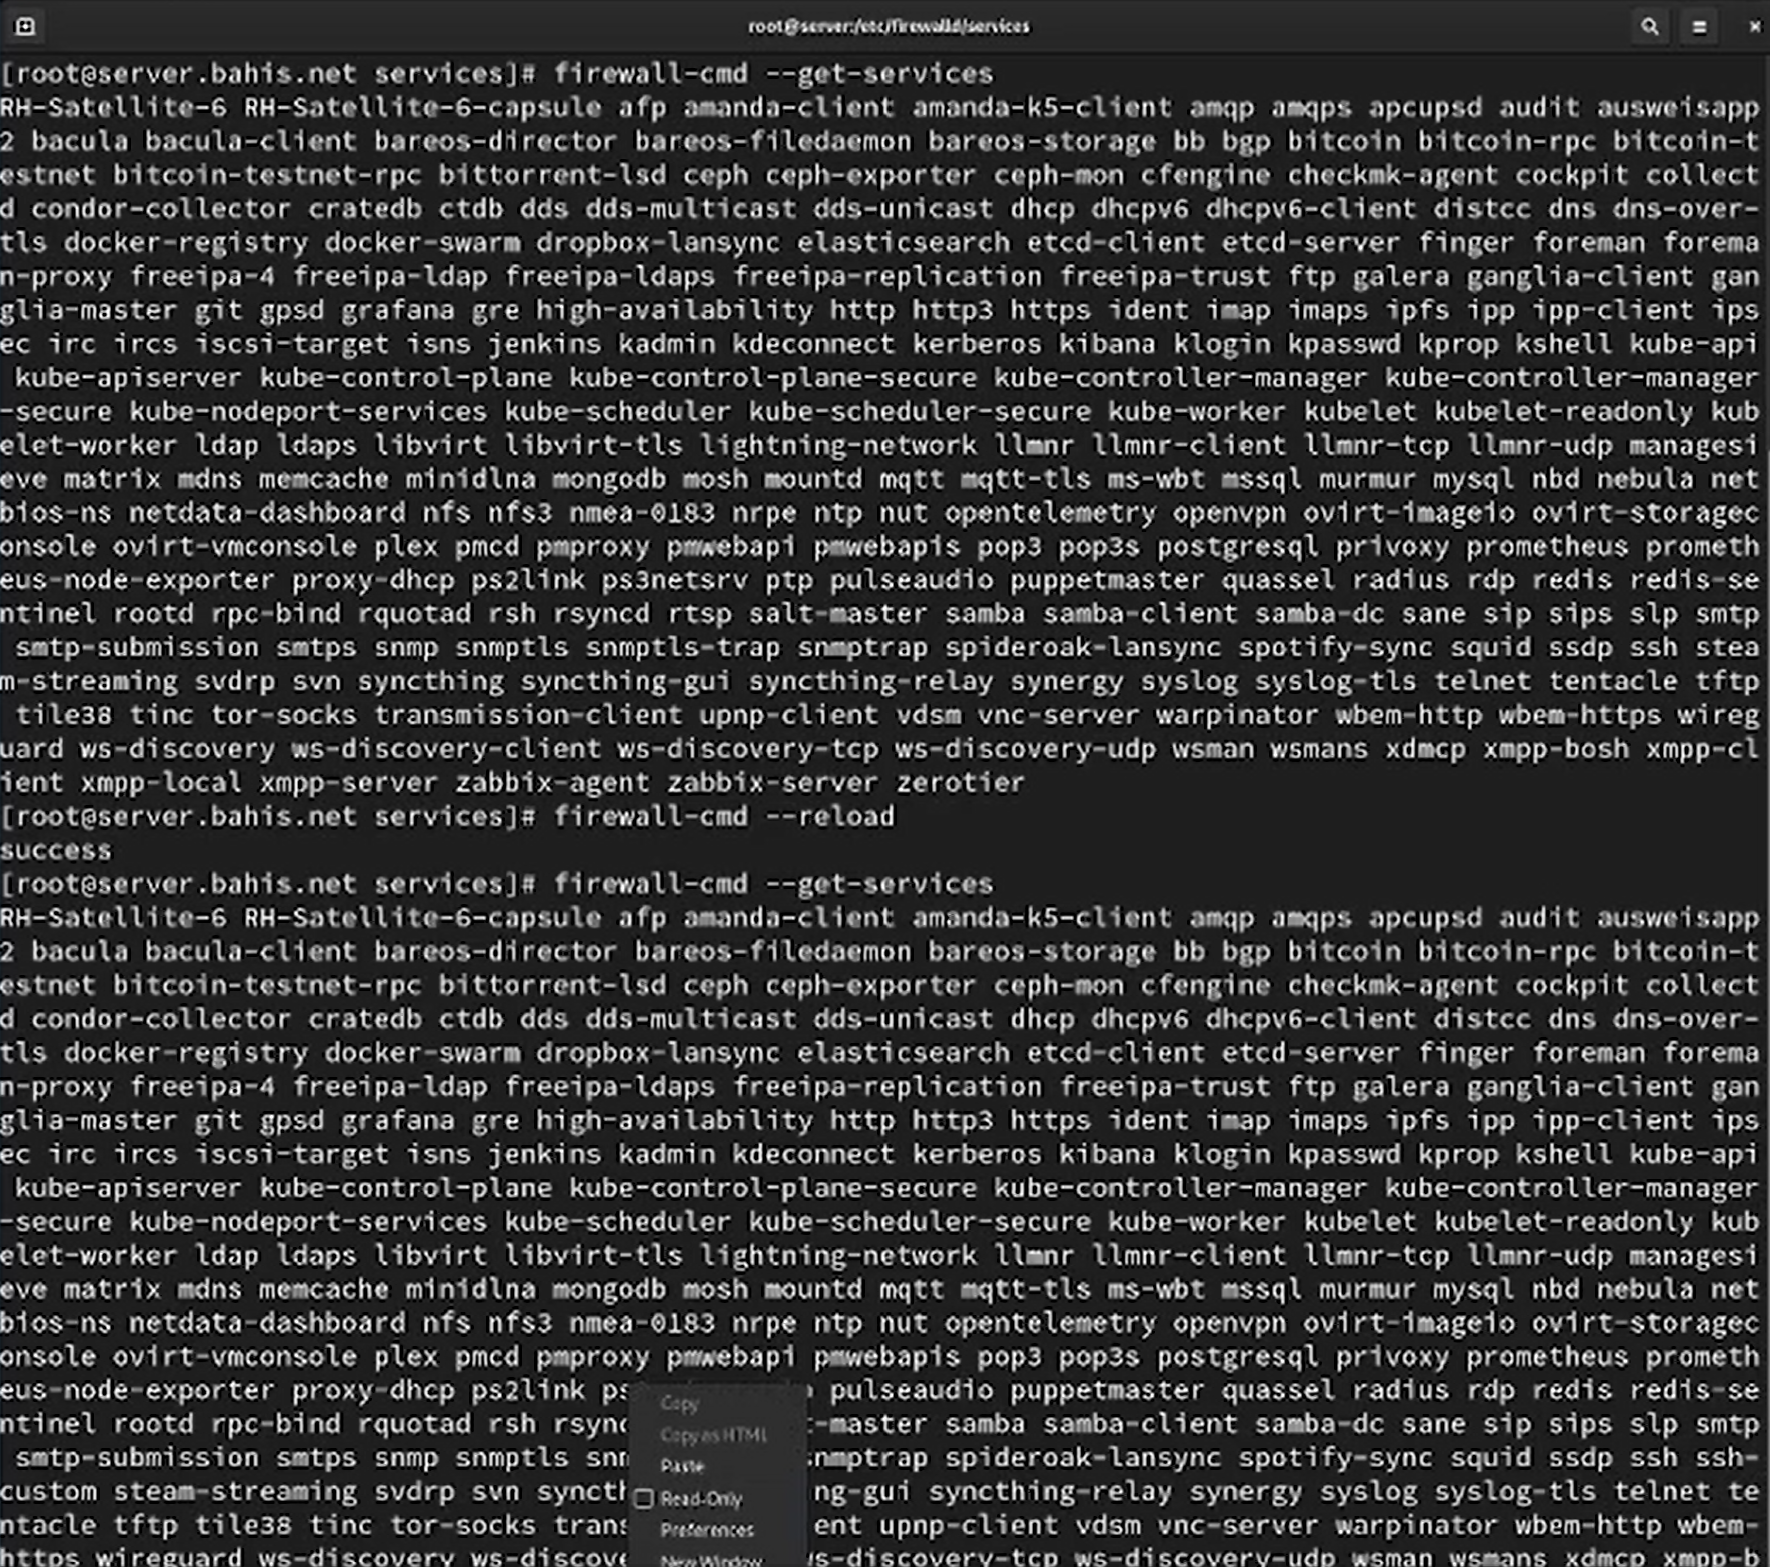 root@server:/etc/firewalld/services
[root@server.bahis.net services]# firewall-cmd --get-services
RH-Satellite-6 RH-Satellite-6-capsule afp amanda-client amanda-k5-client amqp amqps apcupsd audit ausweisapp
2 bacula bacula-client bareos-director bareos-filedaemon bareos-storage bb bgp bitcoin bitcoin-rpc bitcoin-t
estnet bitcoin-testnet-rpc bittorrent-lsd ceph ceph-exporter ceph-mon cfengine checkmk-agent cockpit collect
d condor-collector cratedb ctdb dds dds-multicast dds-unicast dhcp dhcpv6 dhcpv6-client distcc dns dns-over-
tls docker-registry docker-swarm dropbox-lansync elasticsearch etcd-client etcd-server finger foreman forema
n-proxy freeipa-4 freeipa-ldap freeipa-ldaps freeipa-replication freeipa-trust ftp galera ganglia-client gan
glia-master git gpsd grafana gre high-availability http http3 https ident imap imaps ipfs ipp ipp-client ips
ec irc ircs iscsi-target isns jenkins kadmin kdeconnect kerberos kibana klogin kpasswd kprop kshell kube-api
kube-apiserver kube-control-plane kube-control-plane-secure kube-controller-manager kube-controller-manager
-secure kube-nodeport-services kube-scheduler kube-scheduler-secure kube-worker kubelet kubelet-readonly kub
elet-worker ldap ldaps libvirt libvirt-tls lightning-network llmnr llmnr-client llmnr-tcp llmnr-udp managesi
eve matrix mdns memcache minidlna mongodb mosh mountd mqtt mqtt-tls ms-wbt mssql murmur mysql nbd nebula net
bios-ns netdata-dashboard nfs nfs3 nmea-0183 nrpe ntp nut opentelemetry openvpn ovirt-imageio ovirt-storagec
onsole ovirt-vmconsole plex pmcd pmproxy pmwebapi pmwebapis pop3 pop3s postgresql privoxy prometheus prometh
eus-node-exporter proxy-dhcp ps2link ps3netsrv ptp pulseaudio puppetmaster quassel radius rdp redis redis-se
ntinel rootd rpc-bind rquotad rsh rsyncd rtsp salt-master samba samba-client samba-dc sane sip sips slp smtp
smtp-submission smtps snmp snmptls snmptls-trap snmptrap spideroak-lansync spotify-sync squid ssdp ssh stea
m-streaming svdrp svn syncthing syncthing-gui syncthing-relay synergy syslog syslog-tls telnet tentacle tftp
tile38 tinc tor-socks transmission-client upnp-client vdsm vnc-server warpinator wbem-http wbem-https wireg
uard ws-discovery ws-discovery-client ws-discovery-tcp ws-discovery-udp wsman wsmans xdmcp xmpp-bosh xmpp-cl
ient xmpp-local xmpp-server zabbix-agent zabbix-server zerotier
[root@server.bahis.net services]# firewall-cmd --reload
success
[root@server.bahis.net services]# firewall-cmd --get-services
RH-Satellite-6 RH-Satellite-6-capsule afp amanda-client amanda-k5-client amqp amqps apcupsd audit ausweisapp
2 bacula bacula-client bareos-director bareos-filedaemon bareos-storage bb bgp bitcoin bitcoin-rpc bitcoin-t
estnet bitcoin-testnet-rpc bittorrent-lsd ceph ceph-exporter ceph-mon cfengine checkmk-agent cockpit collect
d condor-collector cratedb ctdb dds dds-multicast dds-unicast dhcp dhcpv6 dhcpv6-client distcc dns dns-over-
tls docker-registry docker-swarm dropbox-lansync elasticsearch etcd-client etcd-server finger foreman forema
n-proxy freeipa-4 freeipa-ldap freeipa-ldaps freeipa-replication freeipa-trust ftp galera ganglia-client gan
glia-master git gpsd grafana gre high-availability http http3 https ident imap imaps ipfs ipp ipp-client ips
ec irc ircs iscsi-target isns jenkins kadmin kdeconnect kerberos kibana klogin kpasswd kprop kshell kube-api
kube-apiserver kube-control-plane kube-control-plane-secure kube-controller-manager kube-controller-manager
-secure kube-nodeport-services kube-scheduler kube-scheduler-secure kube-worker kubelet kubelet-readonly kub
elet-worker ldap ldaps libvirt libvirt-tls lightning-network llmnr llmnr-client llmnr-tcp llmnr-udp managesi
eve matrix mdns memcache minidlna mongodb mosh mountd mqtt mqtt-tls ms-wbt mssql murmur mysql nbd nebula net
bios-ns netdata-dashboard nfs nfs3 nmea-0183 nrpe ntp nut opentelemetry openvpn ovirt-imageio ovirt-storagec
onsole ovirt-vmconsole plex pmcd pmproxy pmwebapi pmwebapis pop3 pop3s postgresql privoxy prometheus prometh
eus-node-exporter proxy-dhcp ps2link ps pulseaudio puppetmaster quassel radius rdp redis redis-se
ntinel rootd rpc-bind rquotad rsh rsync -master samba samba-client samba-dc sane sip sips slp smtp
smtp-submission smtps snmp snmptls snm nmptrap spideroak-lansync spotify-sync squid ssdp ssh-
custom steam-streaming svdrp svn syncth ng-gui syncthing-relay synergy syslog syslog-tls telnet te
ntacle tftp tile38 tinc tor-socks trans ent upnp-client vdsm vnc-server warpinator wbem-http wbem-
https wireguard ws-discovery ws-discove s-discovery-tcp ws-discovery-udp wsman wsmans xdmcp xmpp-b
Copy
Copy as HTML
Paste
Read-Only
Preferences
New Window